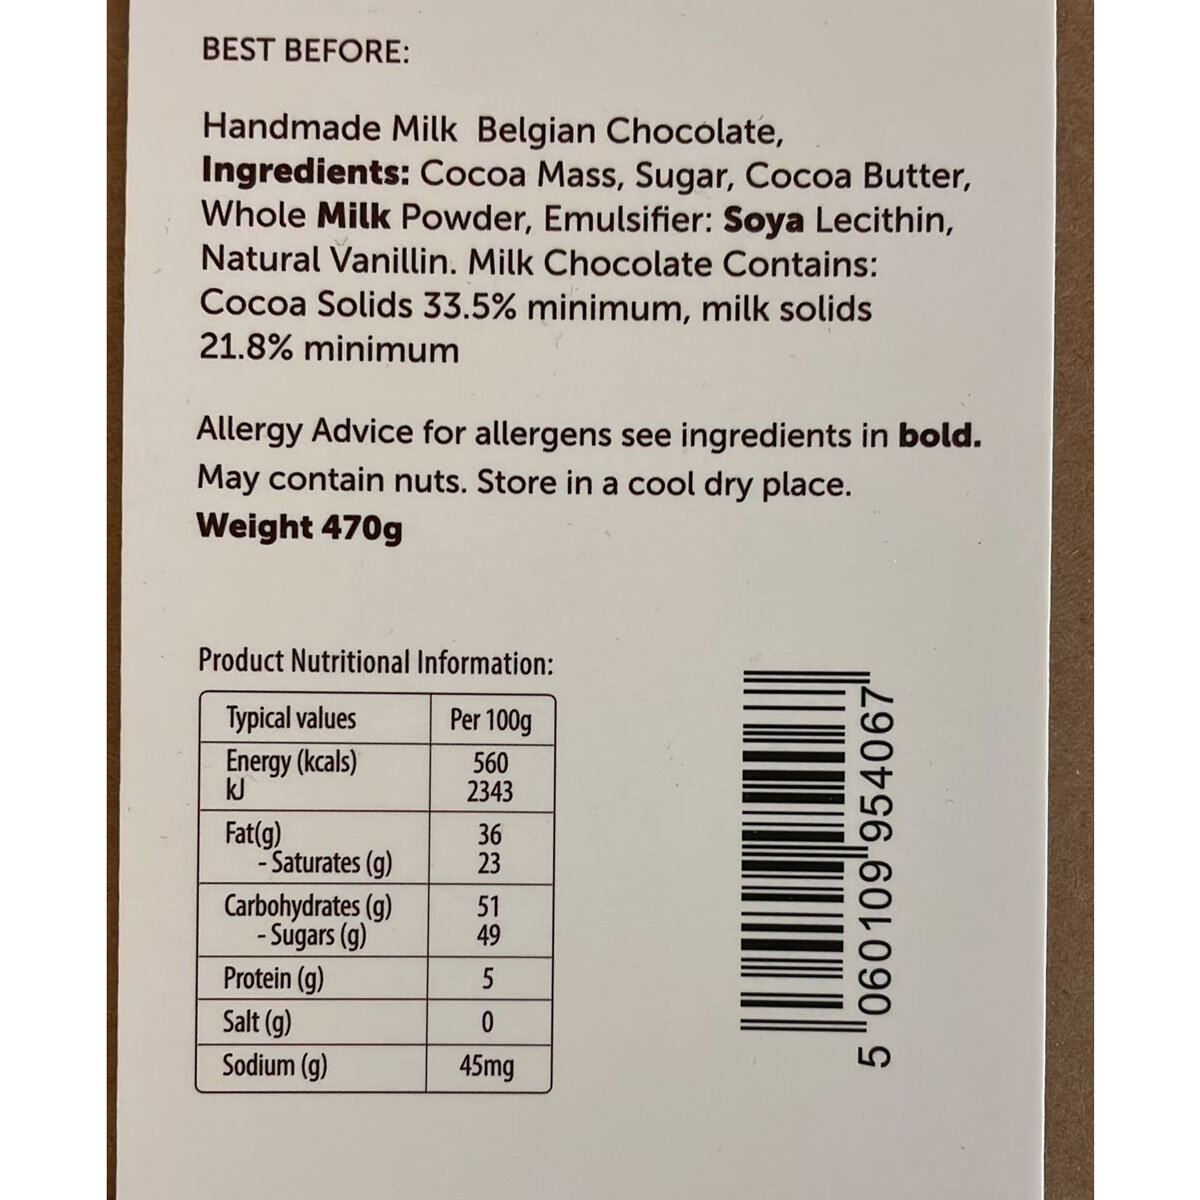 BEST BEFORE:
Handmade Milk Belgian Chocolate,
Ingredients: Cocoa Mass, Sugar, Cocoa Butter,
Whole Milk Powder, Emulsifier: Soya Lecithin,
Natural Vanillin. Milk Chocolate Contains:
Cocoa Solids 33.5% minimum, milk solids
21.8% minimum
Allergy Advice for allergens see ingredients in bold.
May contain nuts. Store in a cool dry place.
Weight 470g
Product Nutritional Information:
Typical values Per 100g
Energy (kcals) 560
kJ 2343
Fat(g) 36
- Saturates (g) 23
Carbohydrates (g) 51
- Sugars (g) 49
Protein (g) 5
Salt (g) 0
Sodium (g) 45mg
5 060109 954067